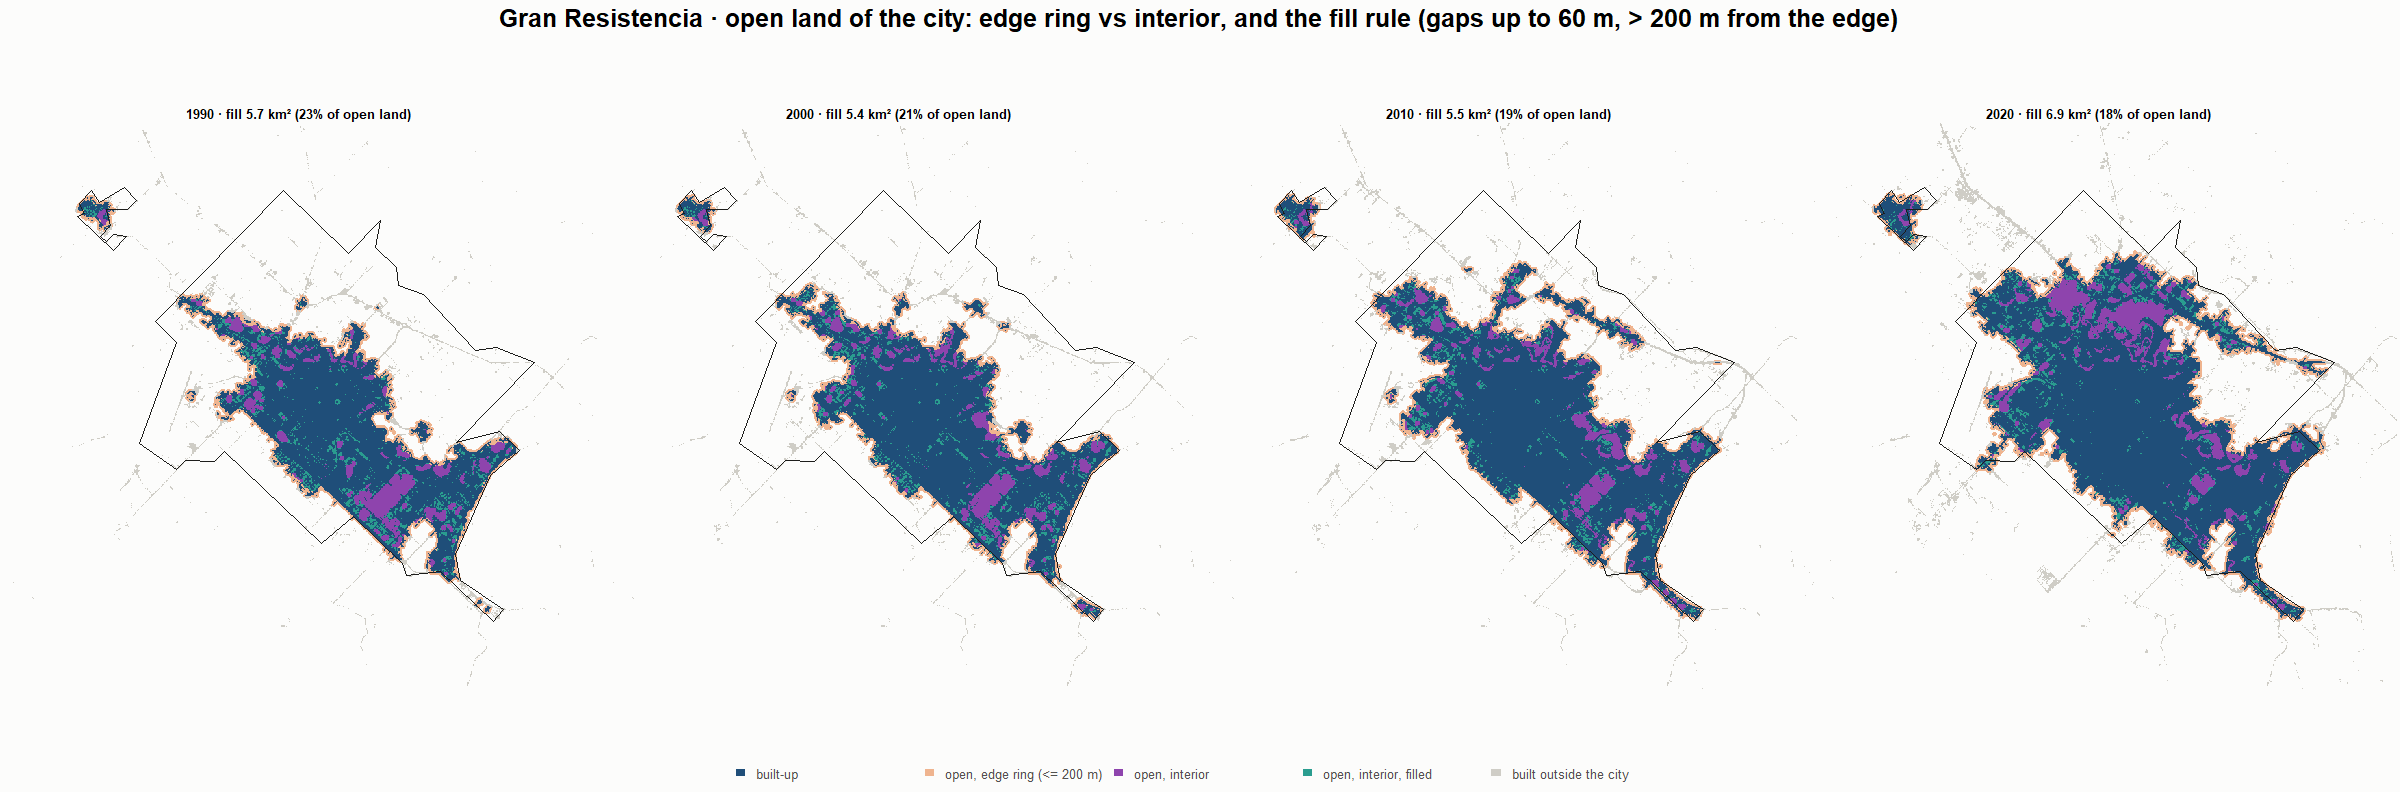 Gran Resistencia · open land of the city: edge ring vs interior, and the fill rule (gaps up to 60 m, > 200 m from the edge)
1990 · fill 5.7 km² (23% of open land)
2000 · fill 5.4 km² (21% of open land)
2010 · fill 5.5 km² (19% of open land)
2020 · fill 6.9 km² (18% of open land)
built-up
open, edge ring (<= 200 m)
open, interior
open, interior, filled
built outside the city